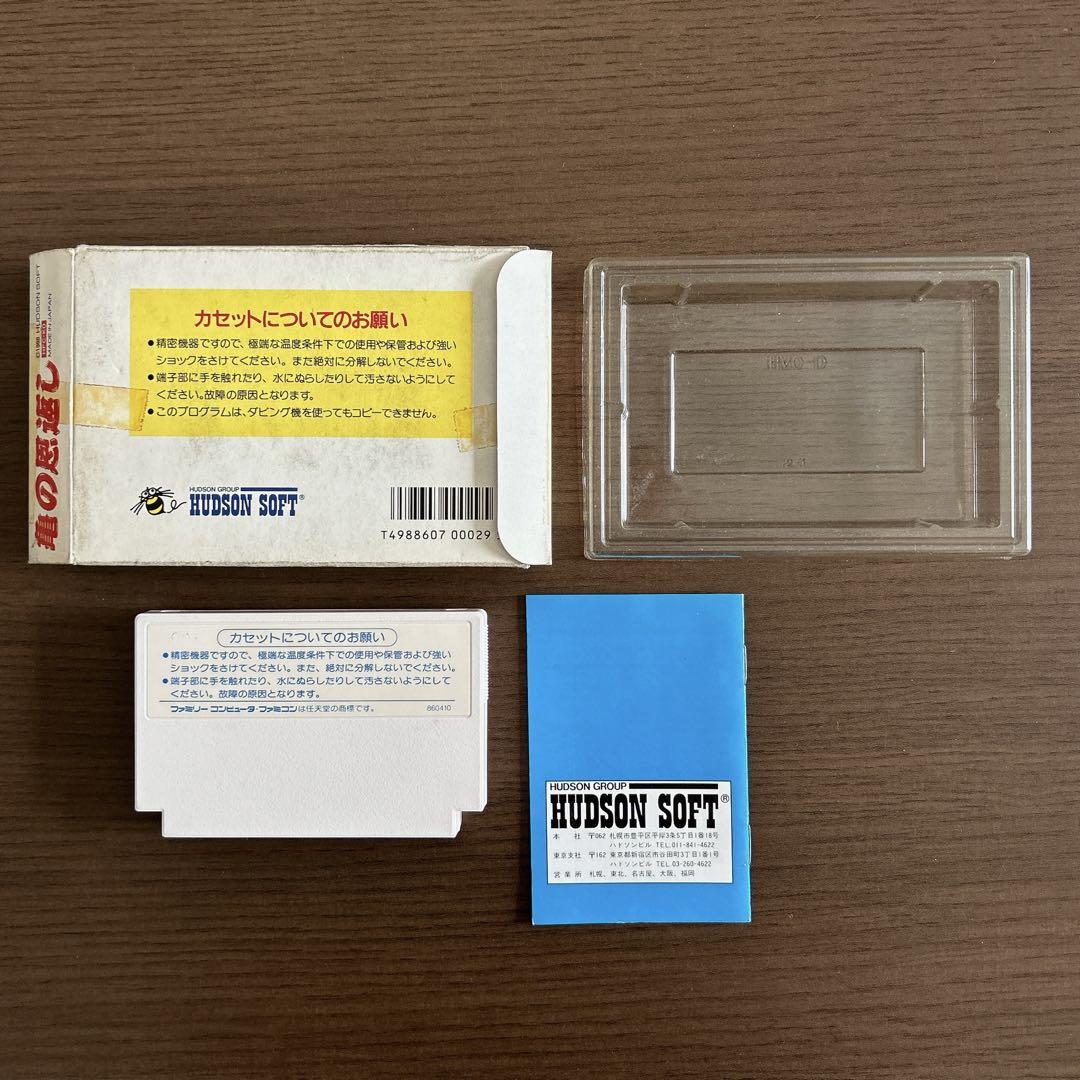 亀の恩返し
©1988 HUDSON SOFT
MADE IN JAPAN
カセットについてのお願い
●精密機器ですので、極端な温度条件下での使用や保管および強い
ショックをさけてください。また絶対に分解しないでください。
●端子部に手を触れたり、水にぬらしたりして汚さないようにして
ください。故障の原因となります。
●このプログラムは、ダビング機を使ってもコピーできません。
HUDSON GROUP
HUDSON SOFT®
T4988607 00029
カセットについてのお願い
●精密機器ですので、極端な温度条件下での使用や保管および強い
ショックをさけてください。また、絶対に分解しないでください。
●端子部に手を触れたり、水にぬらしたりして汚さないようにして
ください。故障の原因となります。
ファミリーコンピュータ・ファミコンは任天堂の商標です。
860410
HUDSON GROUP
HUDSON SOFT®
本社 〒062 札幌市豊平区平岸3条5丁目1番18号
ハドソンビル TEL.011-841-4622
東京支社 〒162 東京都新宿区市谷田町3丁目1番1号
ハドソンビル TEL.03-260-4622
営業所 札幌、東北、名古屋、大阪、福岡